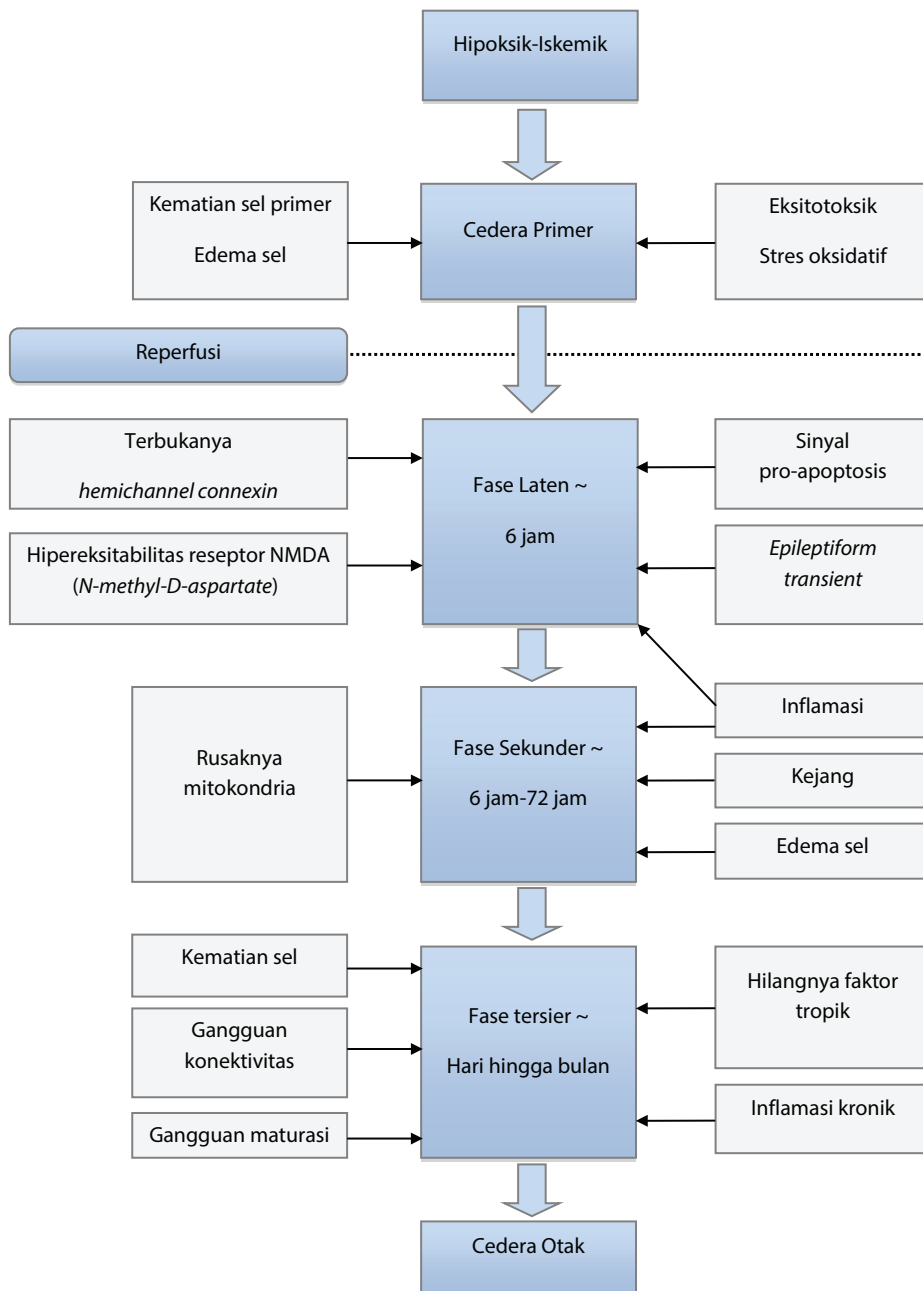 Hipoksik-Iskemik
Kematian sel primer
Edema sel
Cedera Primer
Eksitotoksik
Stres oksidatif
Reperfusi
Terbukanya
hemichannel connexin
Hipereksitabilitas reseptor NMDA
(N-methyl-D-aspartate)
Fase Laten ~
6 jam
Sinyal
pro-apoptosis
Epileptiform
transient
Rusaknya
mitokondria
Fase Sekunder ~
6 jam-72 jam
Inflamasi
Kejang
Edema sel
Kematian sel
Gangguan
konektivitas
Gangguan maturasi
Fase tersier ~
Hari hingga bulan
Hilangnya faktor
tropik
Inflamasi kronik
Cedera Otak